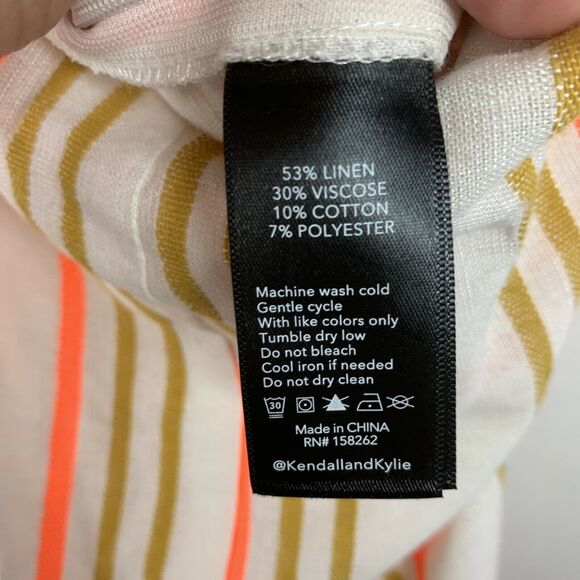 53% LINEN
30% VISCOSE
10% COTTON
7% POLYESTER
Machine wash cold
Gentle cycle
With like colors only
Tumble dry low
Do not bleach
Cool iron if needed
Do not dry clean
30
Made in CHINA
RN# 158262
@KendallandKylie